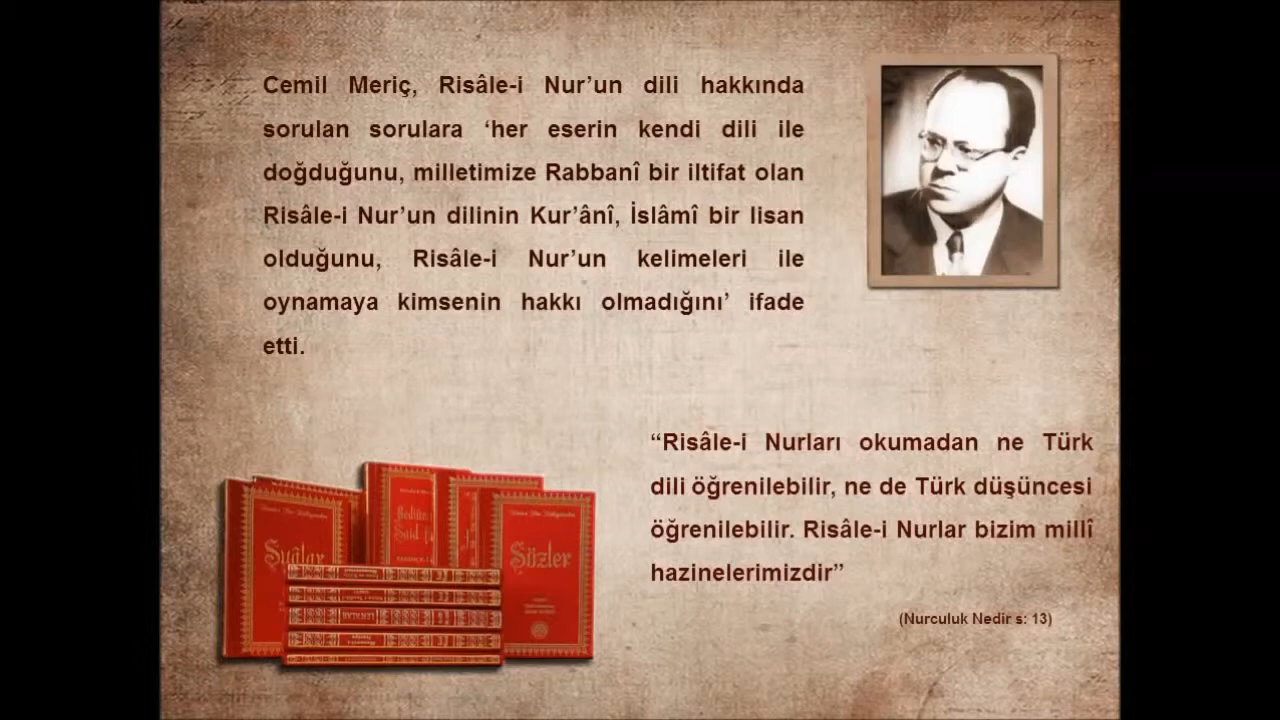 Cemil Meriç, Risâle-i Nur’un dili hakkında
sorulan sorulara ‘her eserin kendi dili ile
doğduğunu, milletimize Rabbanî bir iltifat olan
Risâle-i Nur’un dilinin Kur’ânî, İslâmî bir lisan
olduğunu, Risâle-i Nur’un kelimeleri ile
oynamaya kimsenin hakkı olmadığını’ ifade
etti.
“Risâle-i Nurları okumadan ne Türk
dili öğrenilebilir, ne de Türk düşüncesi
öğrenilebilir. Risâle-i Nurlar bizim millî
hazinelerimizdir”
(Nurculuk Nedir s: 13)
Şuâlar
Sözler
LEM'ALAR